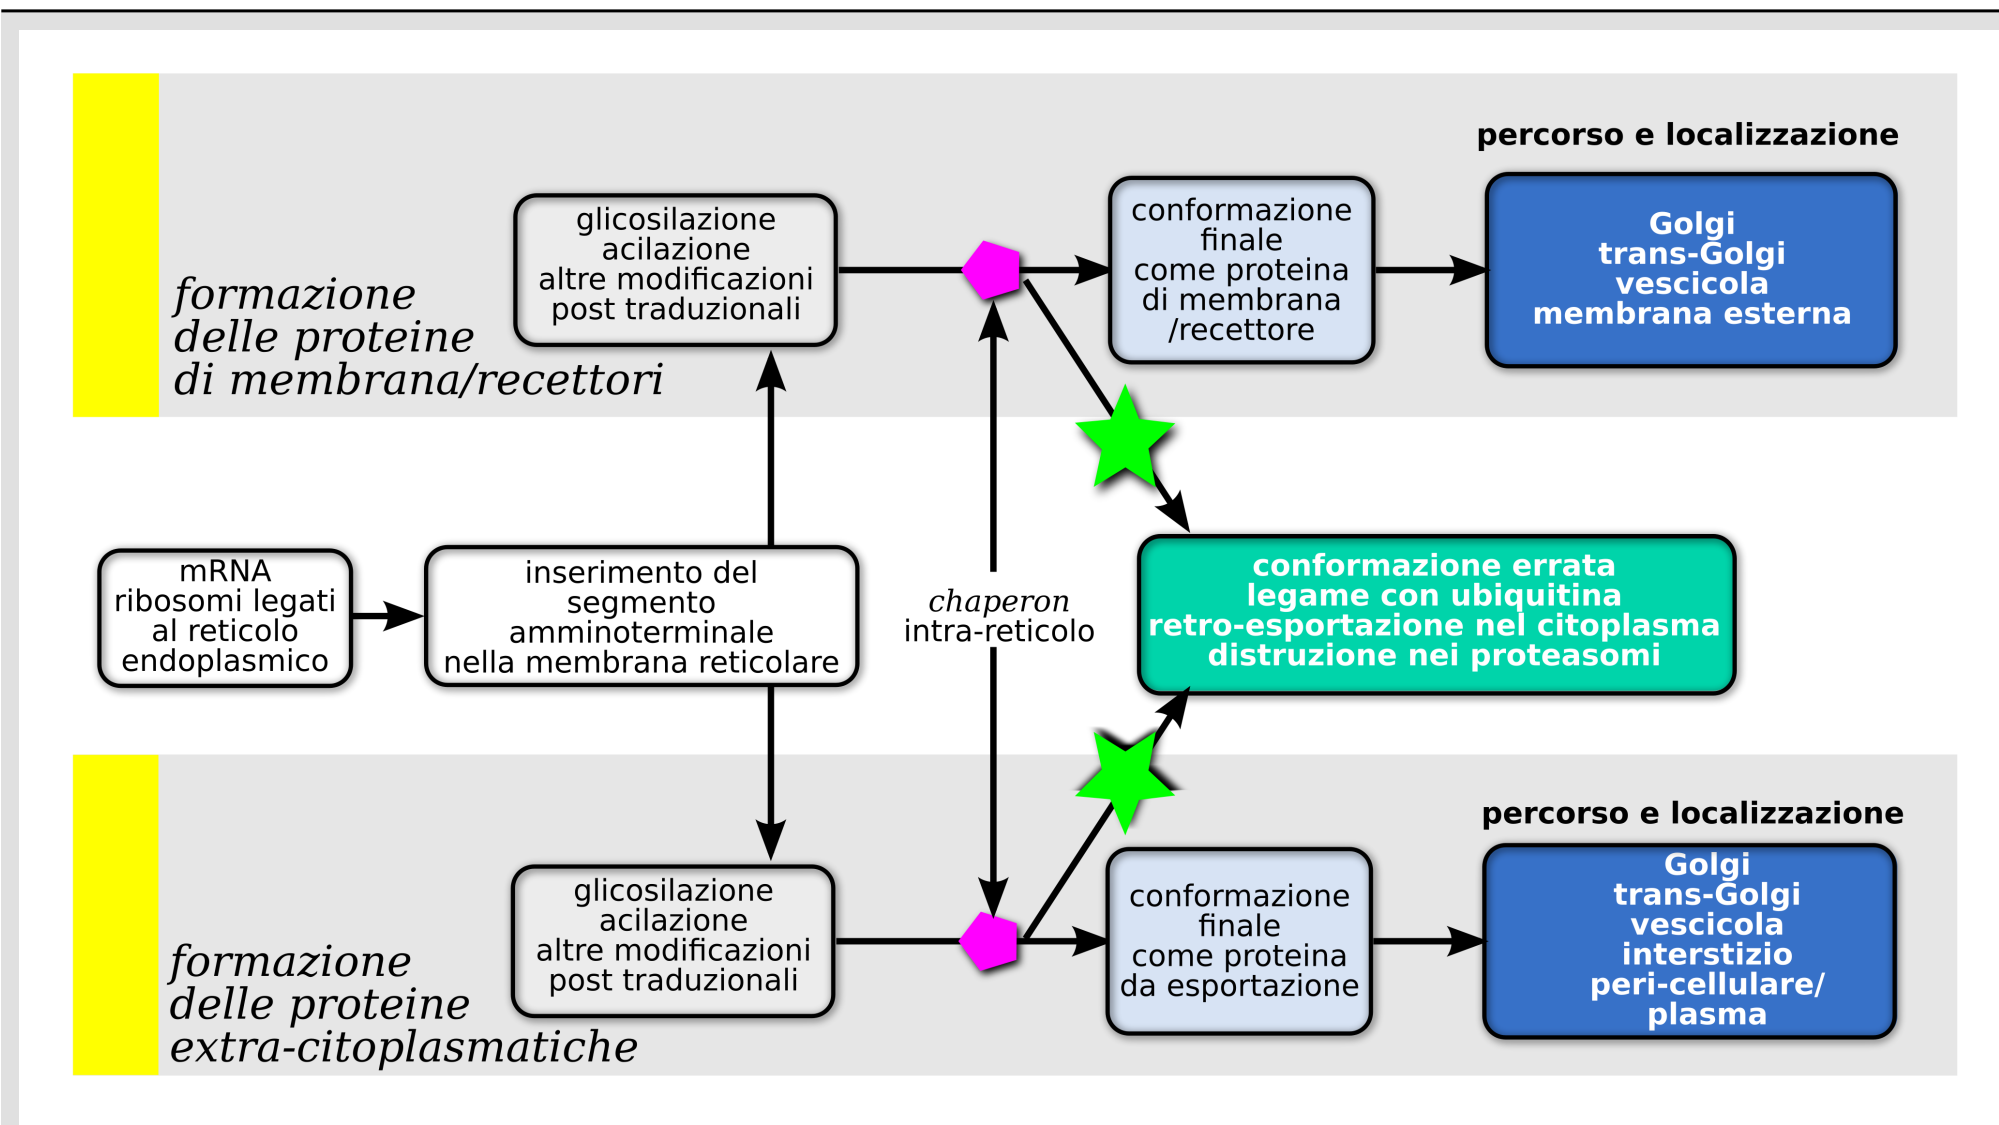 percorso e localizzazione
glicosilazione
acilazione
altre modificazioni
post traduzionali
conformazione
finale
come proteina
di membrana
/recettore
Golgi
trans-Golgi
vescicola
membrana esterna
formazione
delle proteine
di membrana/recettori
mRNA
ribosomi legati
al reticolo
endoplasmico
inserimento del
segmento
amminoterminale
nella membrana reticolare
chaperon
intra-reticolo
conformazione errata
legame con ubiquitina
retro-esportazione nel citoplasma
distruzione nei proteasomi
percorso e localizzazione
glicosilazione
acilazione
altre modificazioni
post traduzionali
conformazione
finale
come proteina
da esportazione
Golgi
trans-Golgi
vescicola
interstizio
peri-cellulare/
plasma
formazione
delle proteine
extra-citoplasmatiche